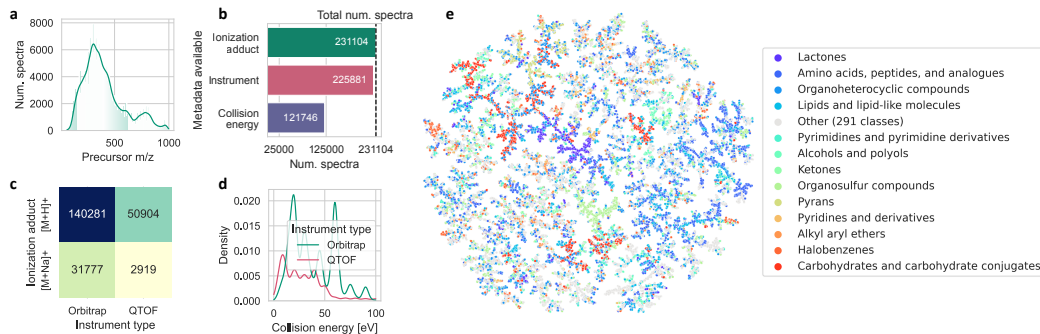 a
Num. spectra
8000
6000
4000
2000
0
500
1000
Precursor m/z
b
Total num. spectra
Metadata available
Ionization
adduct
231104
Instrument
225881
Collision
energy
121746
25000
125000
231104
Num. spectra
c
Ionization adduct
[M+Na]+ [M+H]+
140281
50904
31777
2919
Orbitrap
QTOF
Instrument type
d
Density
0.020
0.015
0.010
0.005
0.000
Instrument type
Orbitrap
QTOF
0
50
100
Collision energy [eV]
e
Lactones
Amino acids, peptides, and analogues
Organoheterocyclic compounds
Lipids and lipid-like molecules
Other (291 classes)
Pyrimidines and pyrimidine derivatives
Alcohols and polyols
Ketones
Organosulfur compounds
Pyrans
Pyridines and derivatives
Alkyl aryl ethers
Halobenzenes
Carbohydrates and carbohydrate conjugates